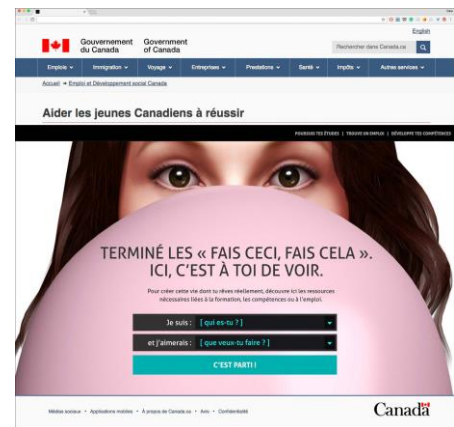 English
Gouvernement Government
du Canada of Canada
Rechercher dans Canada.ca
Emplois Immigration Voyage Entreprises Prestations Santé Impôts Autres services
Accueil → Emploi et Développement social Canada
Aider les jeunes Canadiens à réussir
POURSUIS TES ÉTUDES | TROUVE UN EMPLOI | DÉVELOPPE TES COMPÉTENCES
TERMINÉ LES « FAIS CECI, FAIS CELA ».
ICI, C'EST À TOI DE VOIR.
Pour créer cette vie dont tu rêves réellement, découvre ici les ressources
nécessaires liées à la formation, les compétences ou à l'emploi.
Je suis : [ qui es-tu ? ]
et j'aimerais : [ que veux-tu faire ? ]
C'EST PARTI !
Médias sociaux • Applications mobiles • À propos de Canada.ca • Avis • Confidentialité
Canada